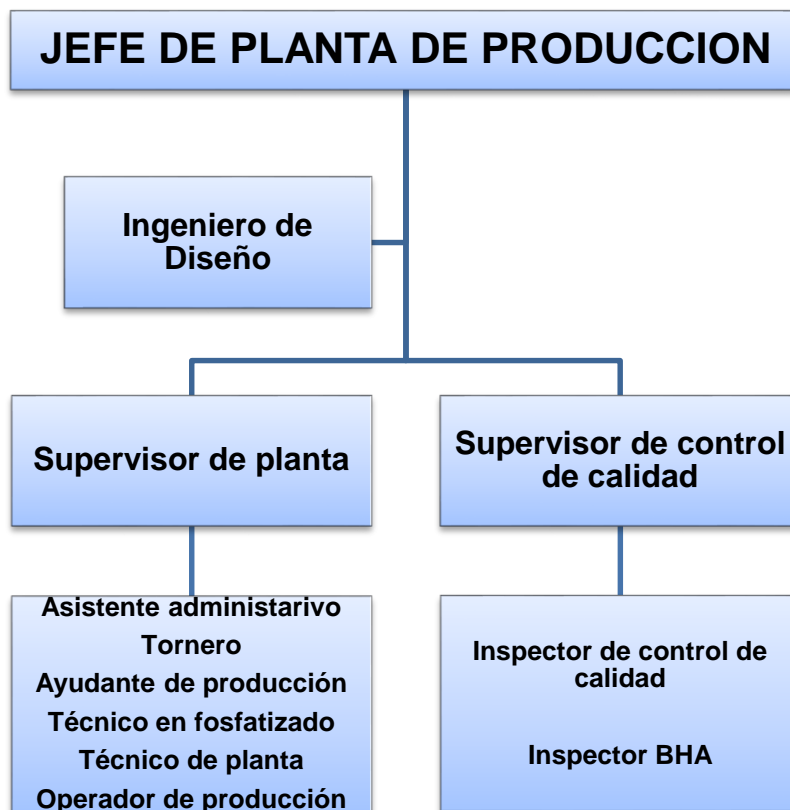 JEFE DE PLANTA DE PRODUCCION
Ingeniero de
Diseño
Supervisor de planta
Supervisor de control
de calidad
Asistente administarivo
Tornero
Ayudante de producción
Técnico en fosfatizado
Técnico de planta
Operador de producción
Inspector de control de
calidad
Inspector BHA